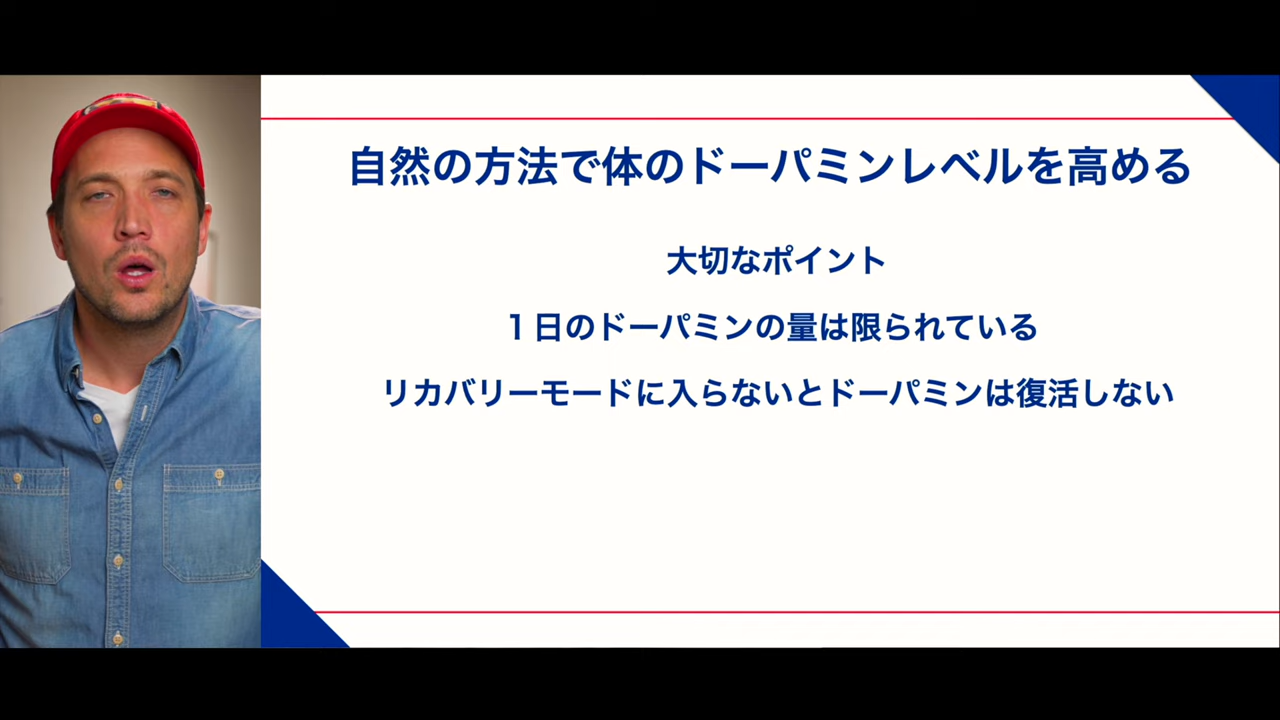 自然の方法で体のドーパミンレベルを高める
大切なポイント
１日のドーパミンの量は限られている
リカバリーモードに入らないとドーパミンは復活しない